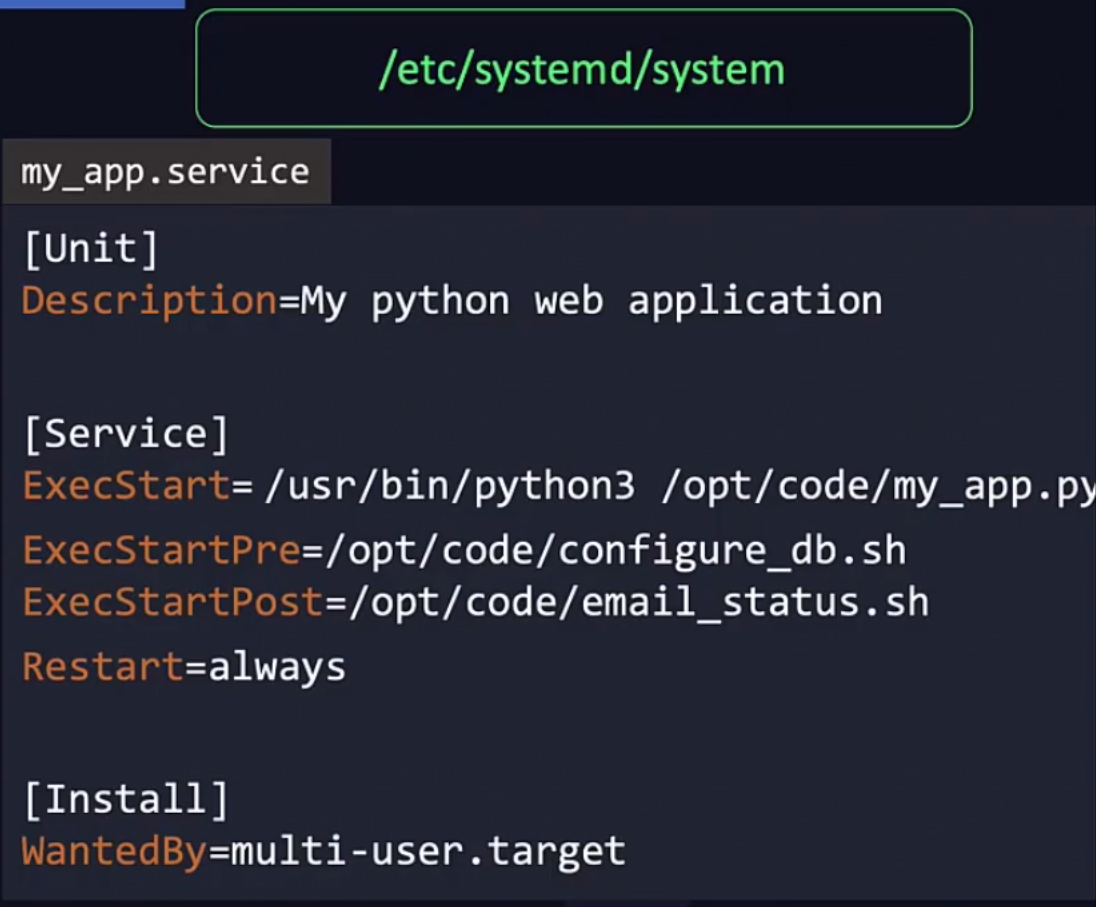 /etc/systemd/system
my_app.service
[Unit]
Description=My python web application
[Service]
ExecStart= /usr/bin/python3 /opt/code/my_app.py
ExecStartPre=/opt/code/configure_db.sh
ExecStartPost=/opt/code/email_status.sh
Restart=always
[Install]
WantedBy=multi-user.target